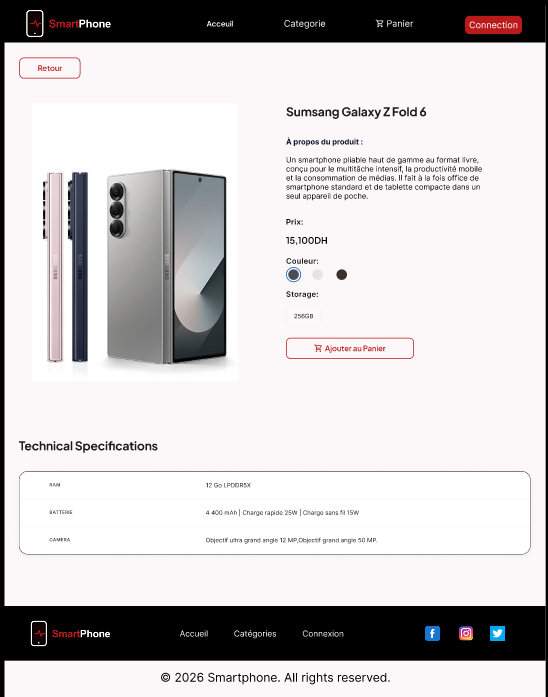 SmartPhone
Acceuil
Categorie
Panier
Connection
Retour
Sumsang Galaxy Z Fold 6
À propos du produit :
Un smartphone pliable haut de gamme au format livre,
conçu pour le multitâche intensif, la productivité mobile
et la consommation de médias. Il fait à la fois office de
smartphone standard et de tablette compacte dans un
seul appareil de poche.
Prix:
15,100DH
Couleur:
Storage:
256GB
Ajouter au Panier
Technical Specifications
RAM
12 Go LPDDR5X
BATTERIE
4 400 mAh | Charge rapide 25W | Charge sans fil 15W
CAMERA
Objectif ultra grand angle 12 MP,Objectif grand angle 50 MP.
SmartPhone
Accueil
Catégories
Connexion
© 2026 Smartphone. All rights reserved.